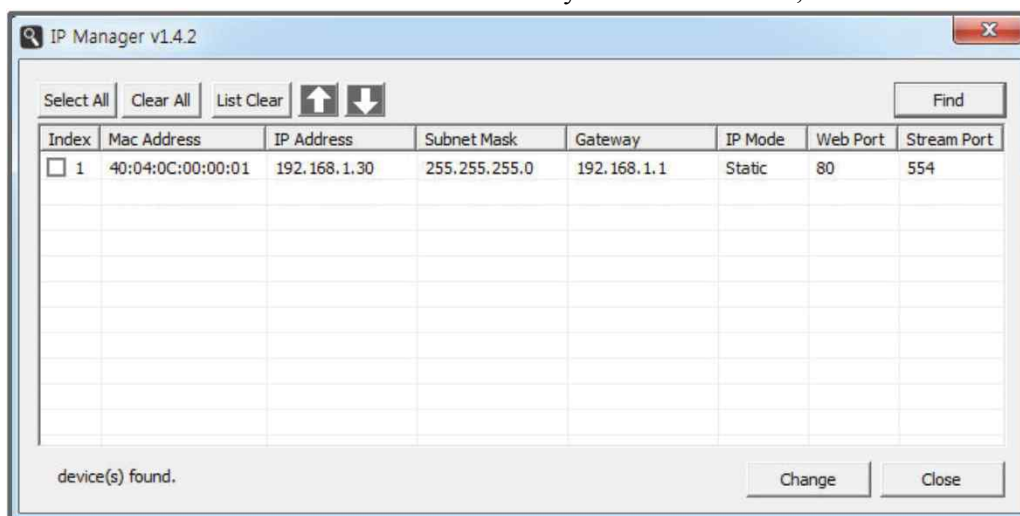 IP Manager v1.4.2
Select All Clear All List Clear Find
Index Mac Address IP Address Subnet Mask Gateway IP Mode Web Port Stream Port
1 40:04:0C:00:00:01 192.168.1.30 255.255.255.0 192.168.1.1 Static 80 554
device(s) found. Change Close